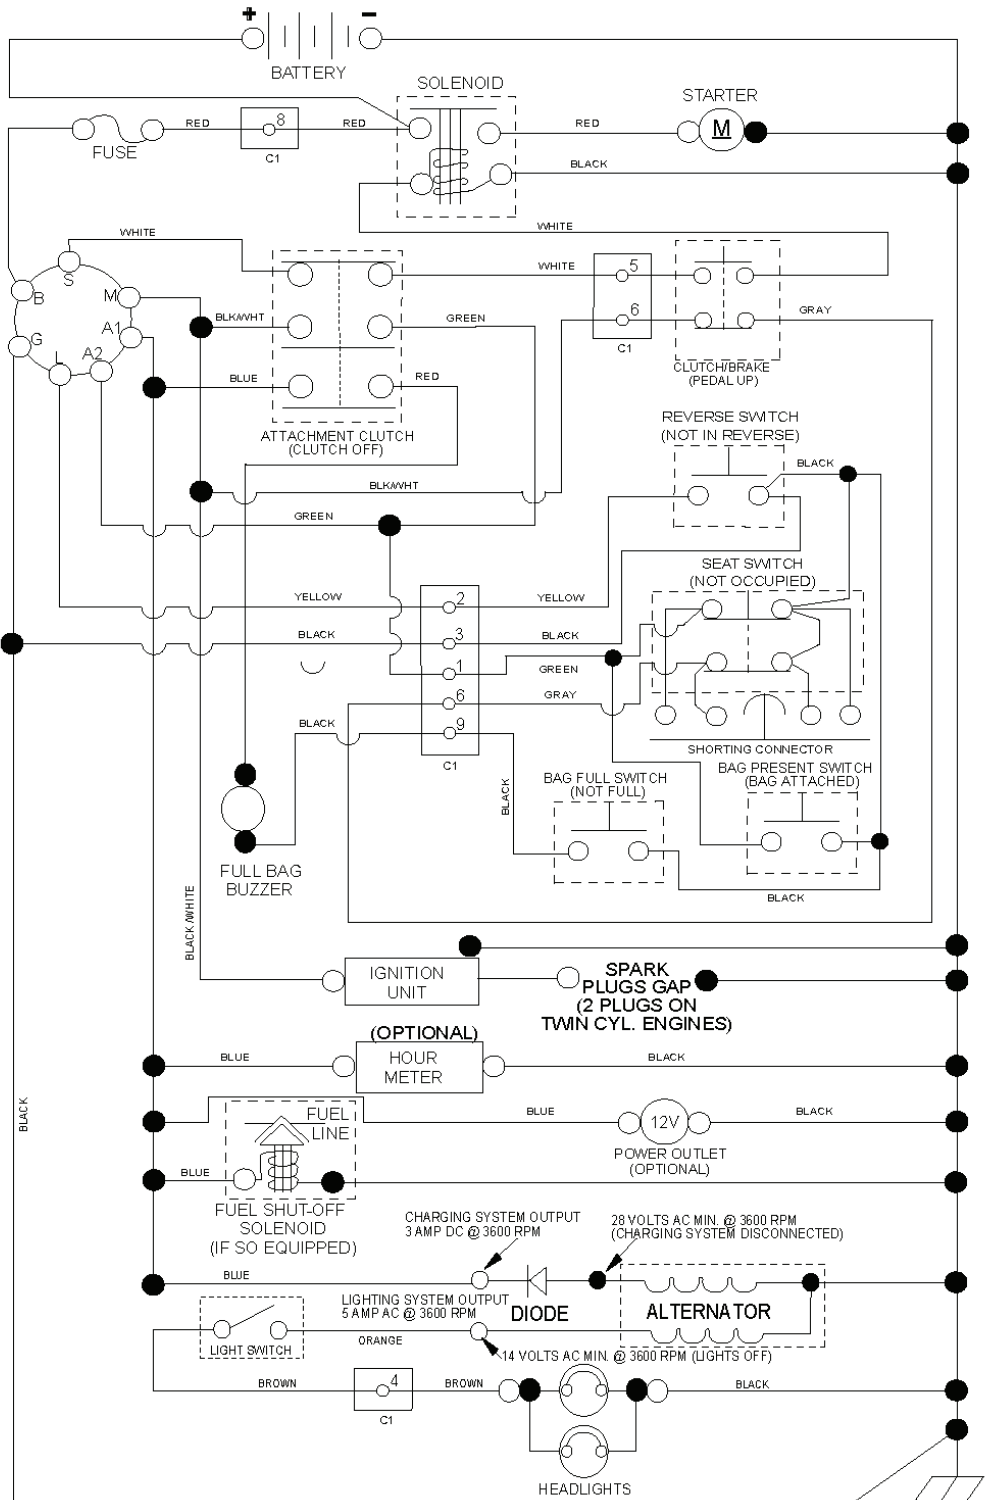 + -
BATTERY
SOLENOID
STARTER
M
FUSE
RED
8
C1
RED
RED
BLACK
WHITE
WHITE
S
B
M
G
A1
A2
L
BLK/WHT
BLUE
GREEN
RED
ATTACHMENT CLUTCH
(CLUTCH OFF)
WHITE
5
6
C1
GRAY
CLUTCH/BRAKE
(PEDAL UP)
REVERSE SWITCH
(NOT IN REVERSE)
BLACK
BLK/WHT
GREEN
SEAT SWITCH
(NOT OCCUPIED)
YELLOW
2
YELLOW
BLACK
3
BLACK
1
GREEN
6
GRAY
BLACK
9
C1
SHORTING CONNECTOR
BLACK
BAG FULL SWITCH
(NOT FULL)
BAG PRESENT SWITCH
(BAG ATTACHED)
FULL BAG
BUZZER
BLACK
BLACK/WHITE
IGNITION
UNIT
SPARK
PLUGS GAP
(2 PLUGS ON
TWIN CYL. ENGINES)
(OPTIONAL)
BLUE
HOUR
METER
BLACK
BLACK
FUEL
LINE
BLUE
12V
BLACK
POWER OUTLET
(OPTIONAL)
BLUE
FUEL SHUT-OFF
SOLENOID
(IF SO EQUIPPED)
CHARGING SYSTEM OUTPUT
3 AMP DC @ 3600 RPM
28 VOLTS AC MIN. @ 3600 RPM
(CHARGING SYSTEM DISCONNECTED)
BLUE
LIGHTING SYSTEM OUTPUT
5 AMP AC @ 3600 RPM
DIODE
ALTERNATOR
LIGHT SWITCH
ORANGE
14 VOLTS AC MIN. @ 3600 RPM (LIGHTS OFF)
BROWN
4
C1
BROWN
BLACK
HEADLIGHTS